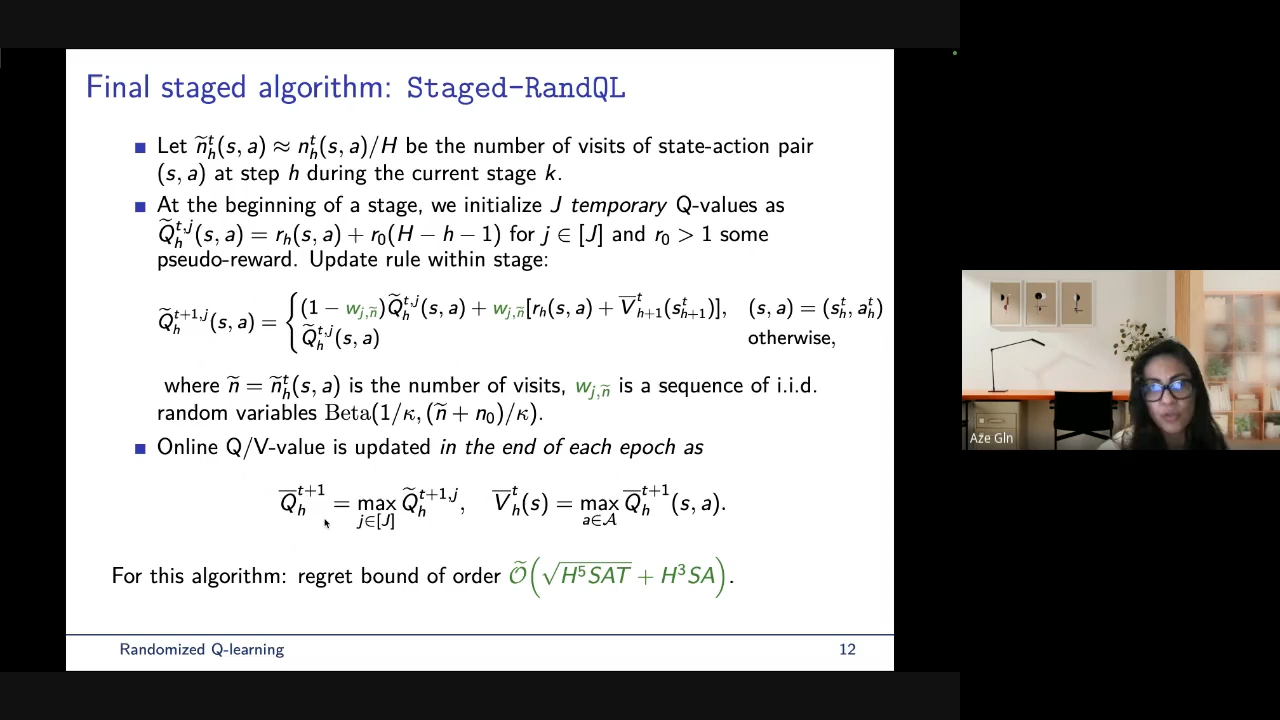 Final staged algorithm: Staged-RandQL
■ Let ñ_h^t(s, a) ≈ n_h^t(s, a)/H be the number of visits of state-action pair
(s, a) at step h during the current stage k.
■ At the beginning of a stage, we initialize J temporary Q-values as
Q̃_h^{t,j}(s, a) = r_h(s, a) + r_0(H − h − 1) for j ∈ [J] and r_0 > 1 some
pseudo-reward. Update rule within stage:
Q̃_h^{t+1,j}(s, a) = { (1 − w_{j,ñ})Q̃_h^{t,j}(s, a) + w_{j,ñ}[r_h(s, a) + V̄_{h+1}^t(s_{h+1}^t)], (s, a) = (s_h^t, a_h^t)
Q̃_h^{t,j}(s, a) otherwise,
where ñ = ñ_h^t(s, a) is the number of visits, w_{j,ñ} is a sequence of i.i.d.
random variables Beta(1/κ, (ñ + n_0)/κ).
■ Online Q/V-value is updated in the end of each epoch as
Q̄_h^{t+1} = max_{j∈[J]} Q̃_h^{t+1,j}, V̄_h^t(s) = max_{a∈𝒜} Q̄_h^{t+1}(s, a).
For this algorithm: regret bound of order Õ(√(H^5SAT) + H^3SA).
Randomized Q-learning 12
Aze Gln